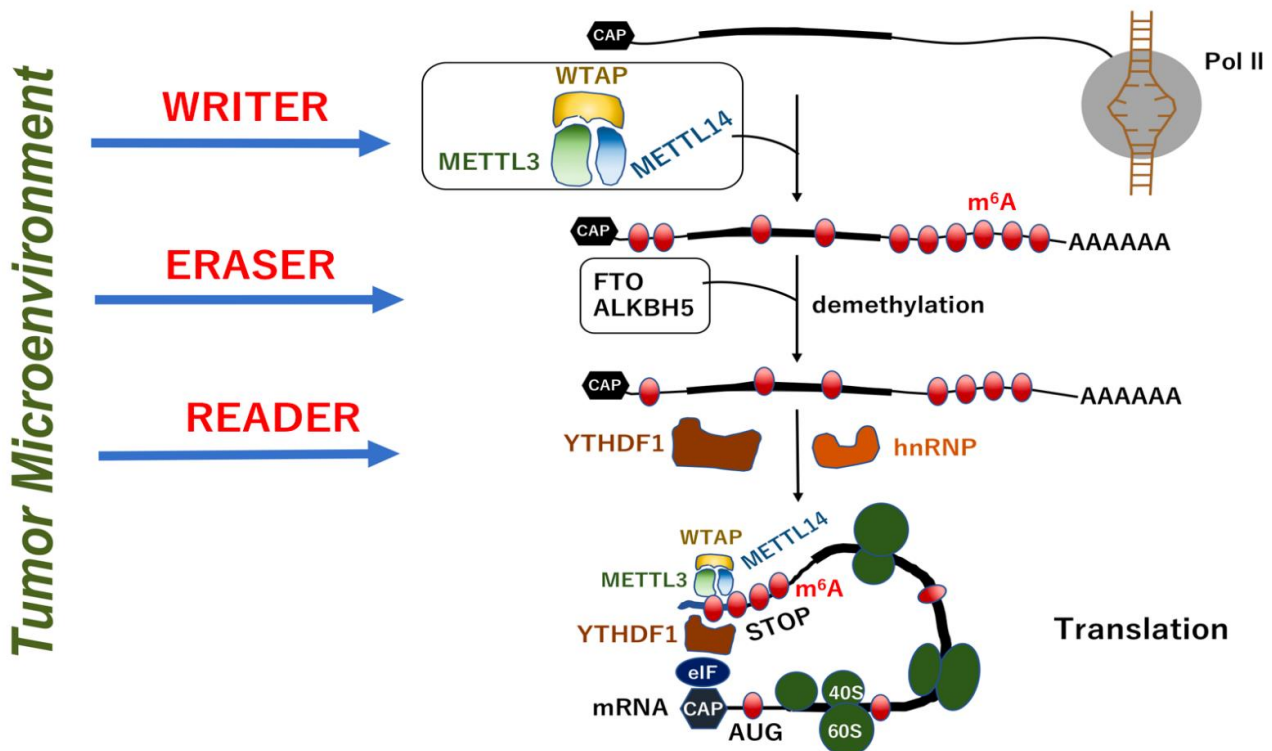 Tumor Microenvironment
CAP
Pol II
WRITER
WTAP
METTL3
METTL14
m⁶A
CAP
AAAAAA
ERASER
FTO
ALKBH5
demethylation
CAP
AAAAAA
READER
YTHDF1
hnRNP
WTAP
METTL14
METTL3
m⁶A
STOP
YTHDF1
Translation
eIF
mRNA
CAP
AUG
40S
60S